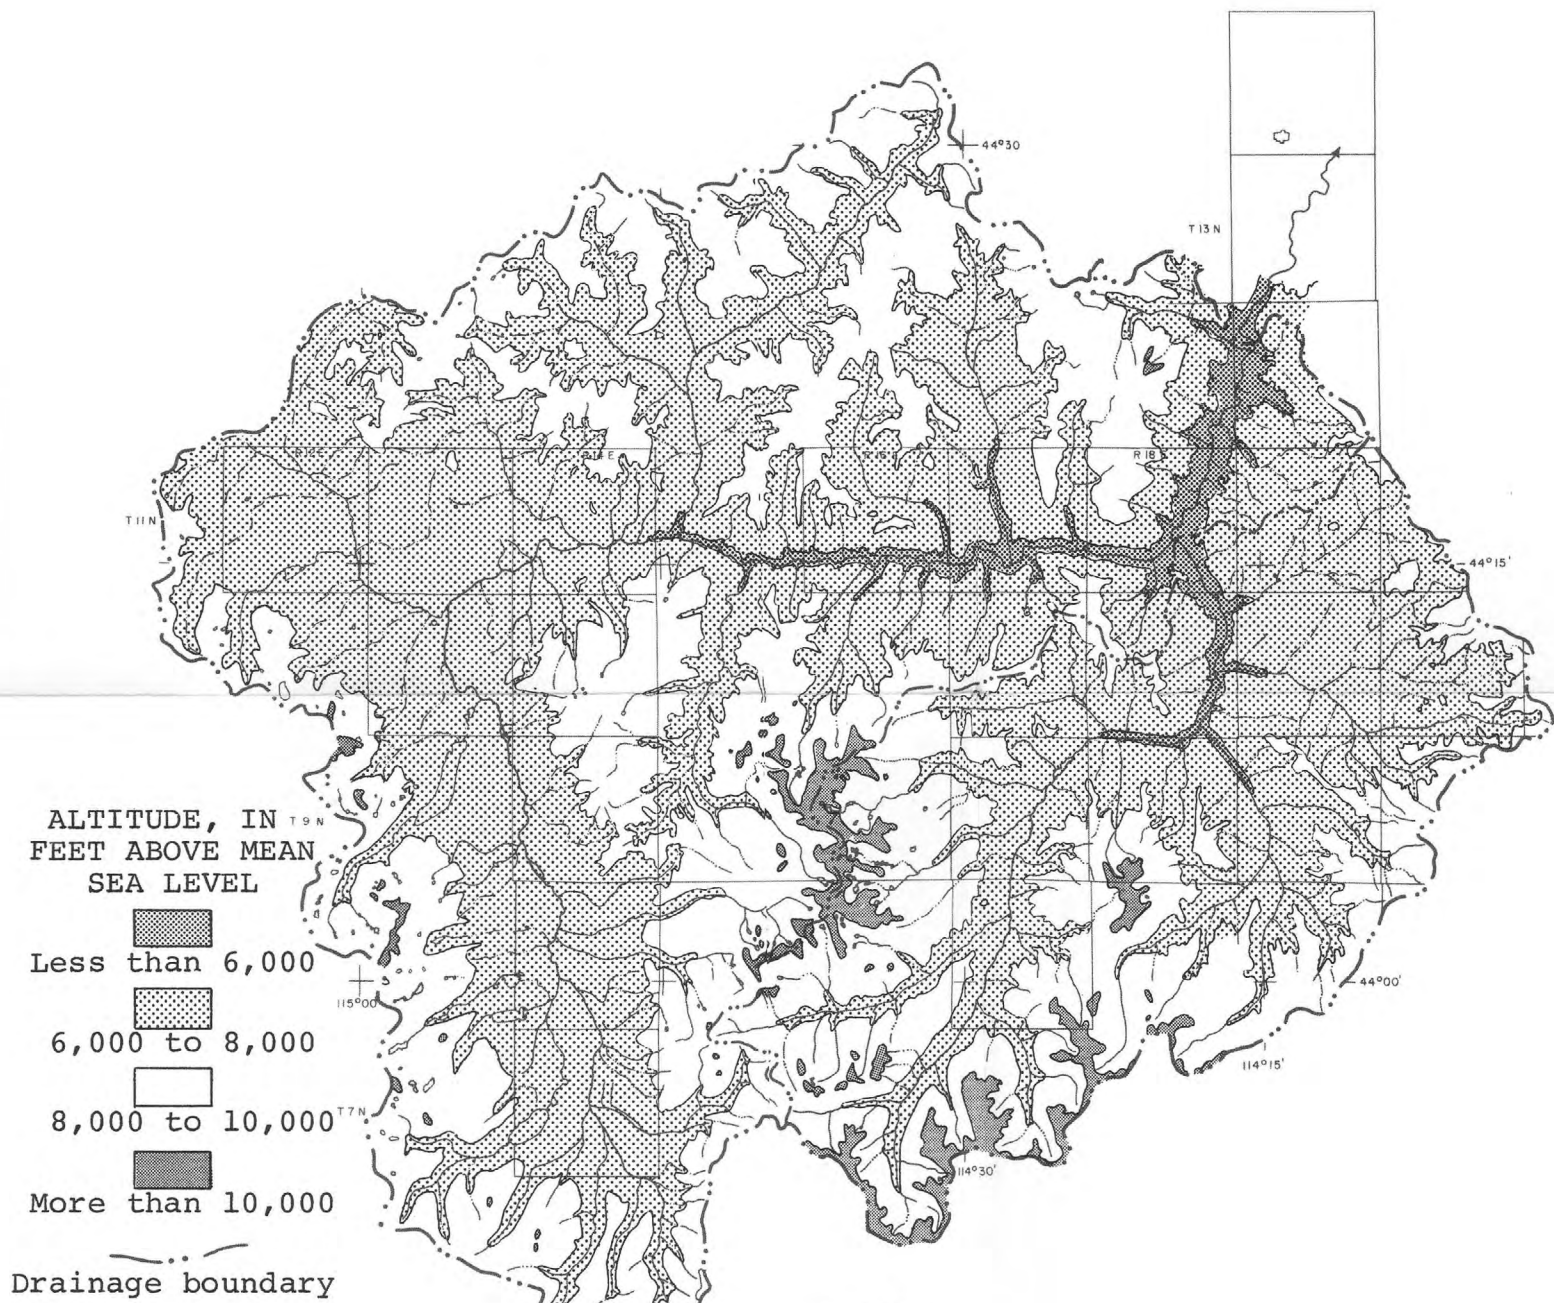 44°30
T13N
R12E
R14E
R16E
R18
T11N
44°15'
ALTITUDE, IN
FEET ABOVE MEAN
SEA LEVEL
T9N
Less than 6,000
115°00'
44°00'
6,000 to 8,000
114°15'
8,000 to 10,000
T7N
114°30'
More than 10,000
Drainage boundary